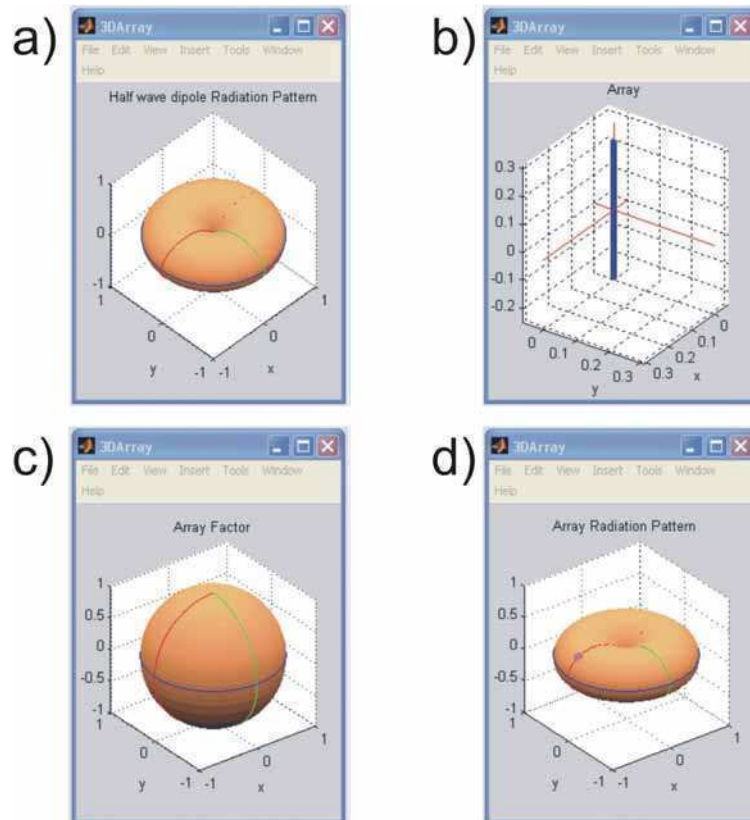 a)
3DArray
File Edit View Insert Tools Window
Help
Half wave dipole Radiation Pattern
1
0
-1
1
0
-1
-1
0
1
y
x
b)
3DArray
File Edit View Insert Tools Window
Help
Array
0.3
0.2
0.1
0
-0.1
-0.2
0
0.1
0.2
0.3
0.3
0.2
0.1
0
y
x
c)
3DArray
File Edit View Insert Tools Window
Help
Array Factor
1
0.5
0
-0.5
-1
1
0
-1
-1
0
1
y
x
d)
3DArray
File Edit View Insert Tools Window
Help
Array Radiation Pattern
1
0.5
0
-0.5
-1
1
0
-1
-1
0
1
y
x